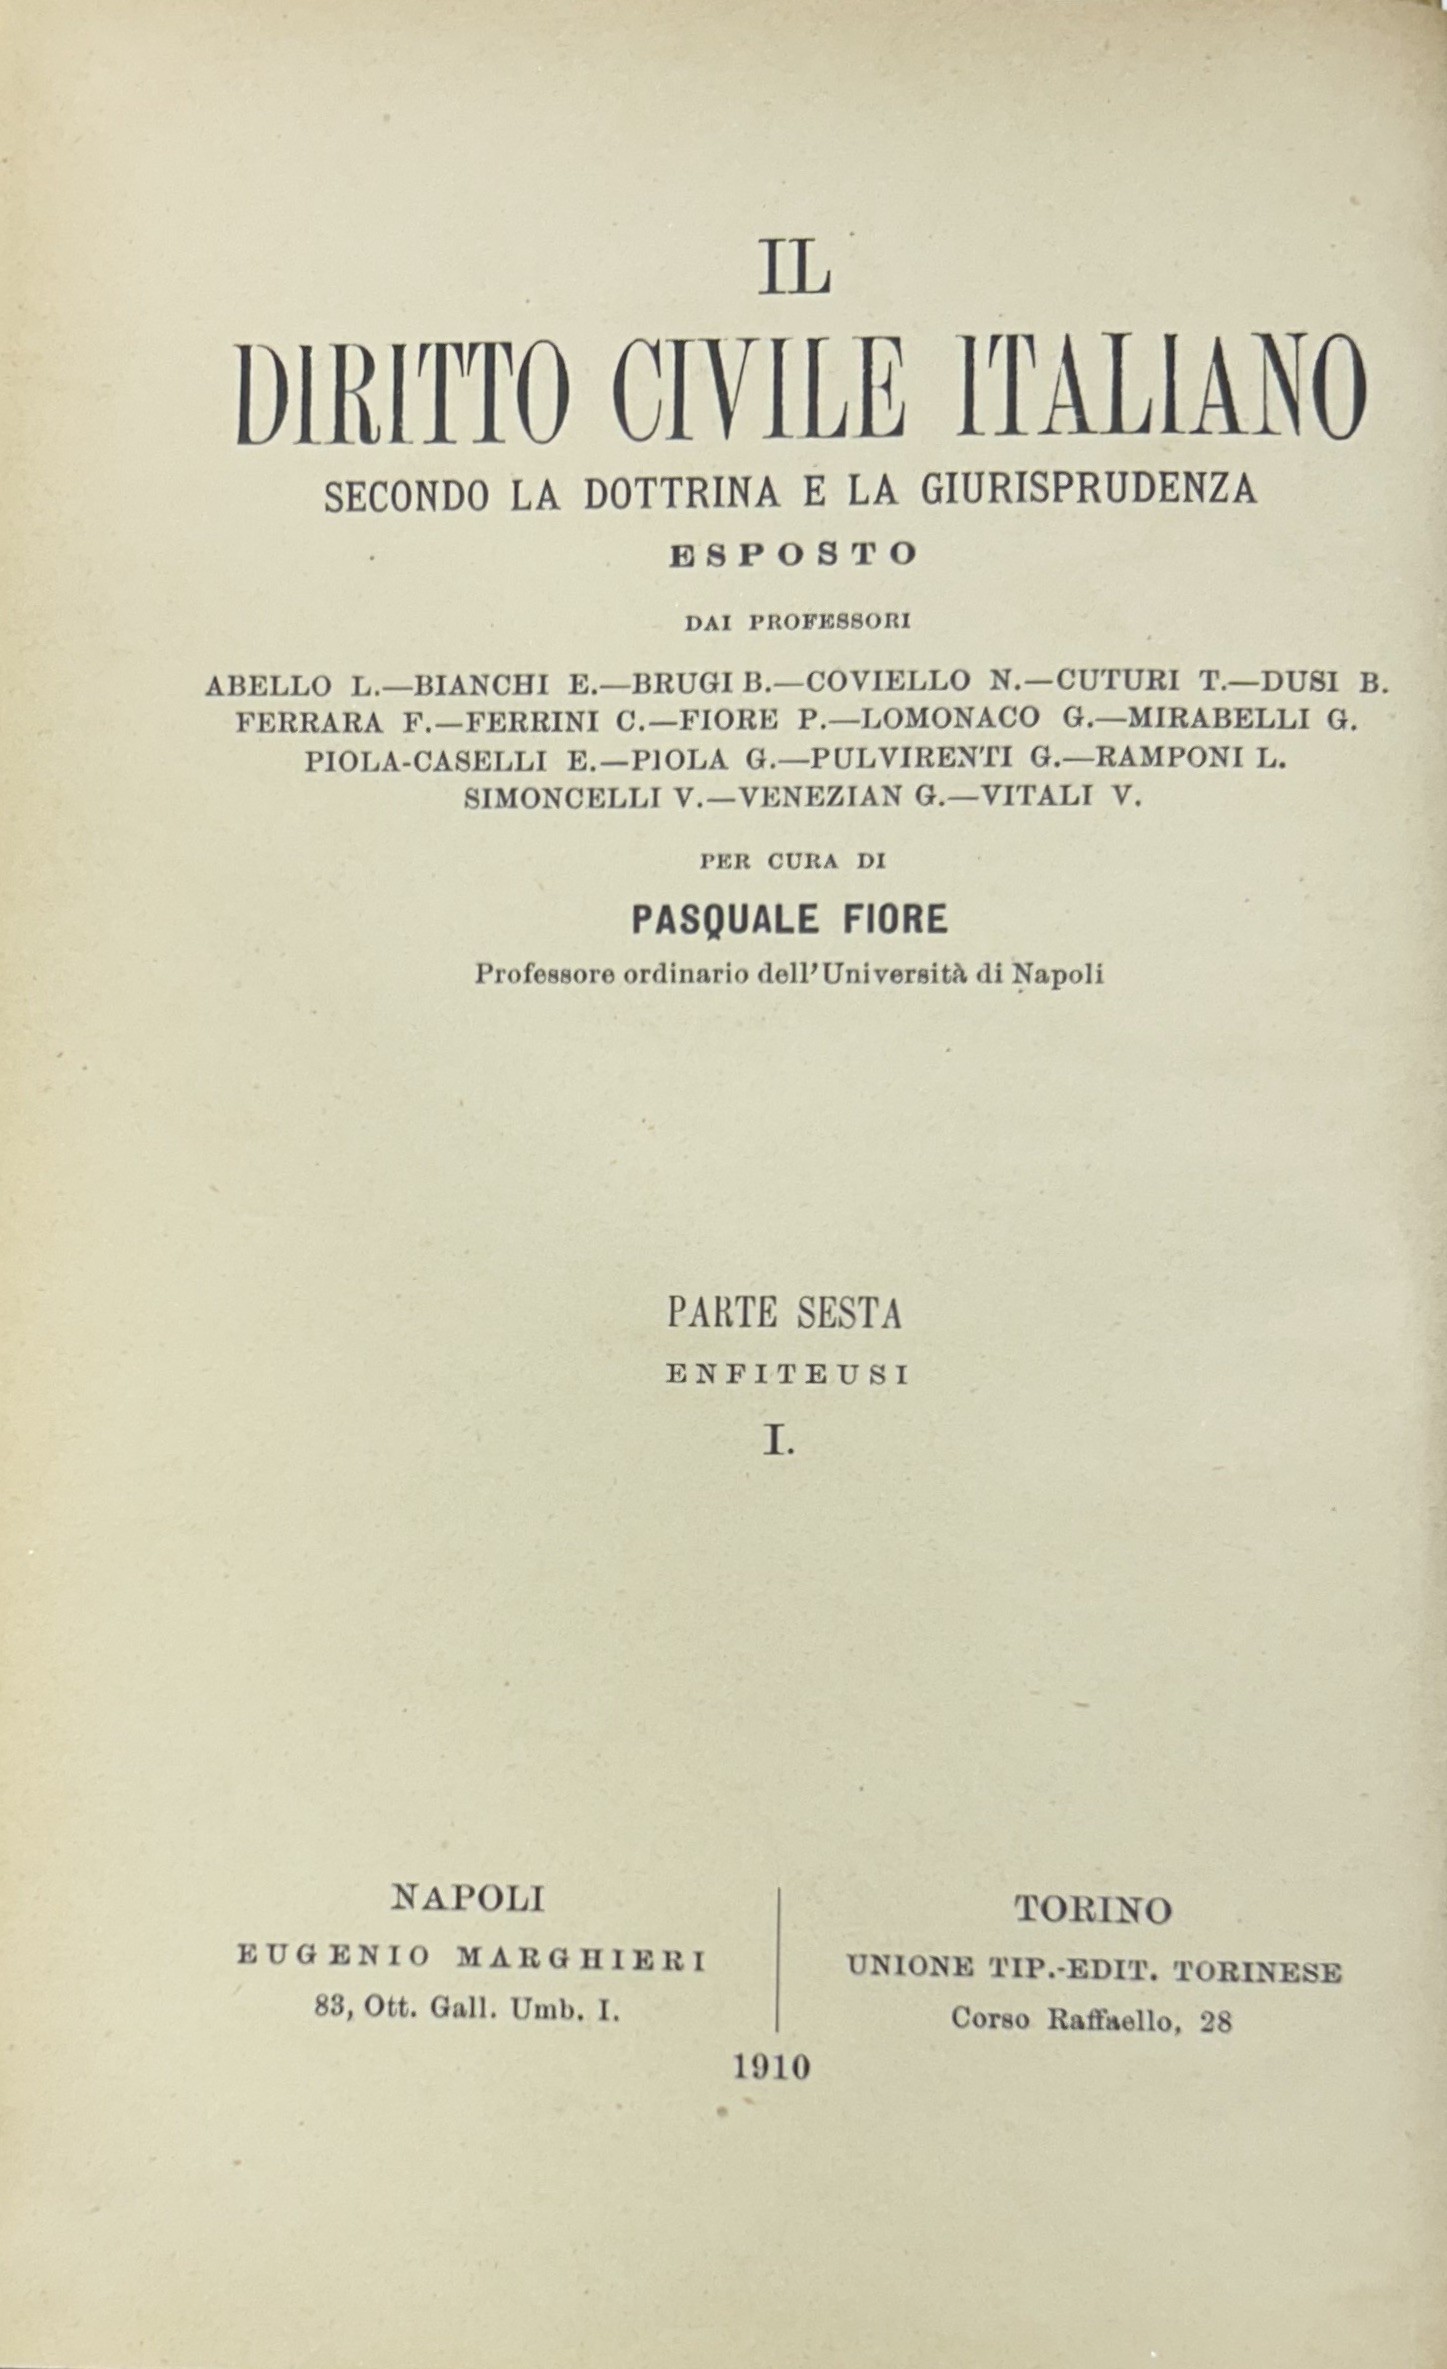 IL
DIRITTO CIVILE ITALIANO
SECONDO LA DOTTRINA E LA GIURISPRUDENZA
ESPOSTO
DAI PROFESSORI
ABELLO L.—BIANCHI E.—BRUGI B.—COVIELLO N.—CUTURI T.—DUSI B.
FERRARA F.—FERRINI C.—FIORE P.—LOMONACO G.—MIRABELLI G.
PIOLA-CASELLI E.—PIOLA G.—PULVIRENTI G.—RAMPONI L.
SIMONCELLI V.—VENEZIAN G.—VITALI V.
PER CURA DI
PASQUALE FIORE
Professore ordinario dell'Università di Napoli
PARTE SESTA
ENFITEUSI
I.
NAPOLI
EUGENIO MARGHIERI
83, Ott. Gall. Umb. I.
TORINO
UNIONE TIP.-EDIT. TORINESE
Corso Raffaello, 28
1910